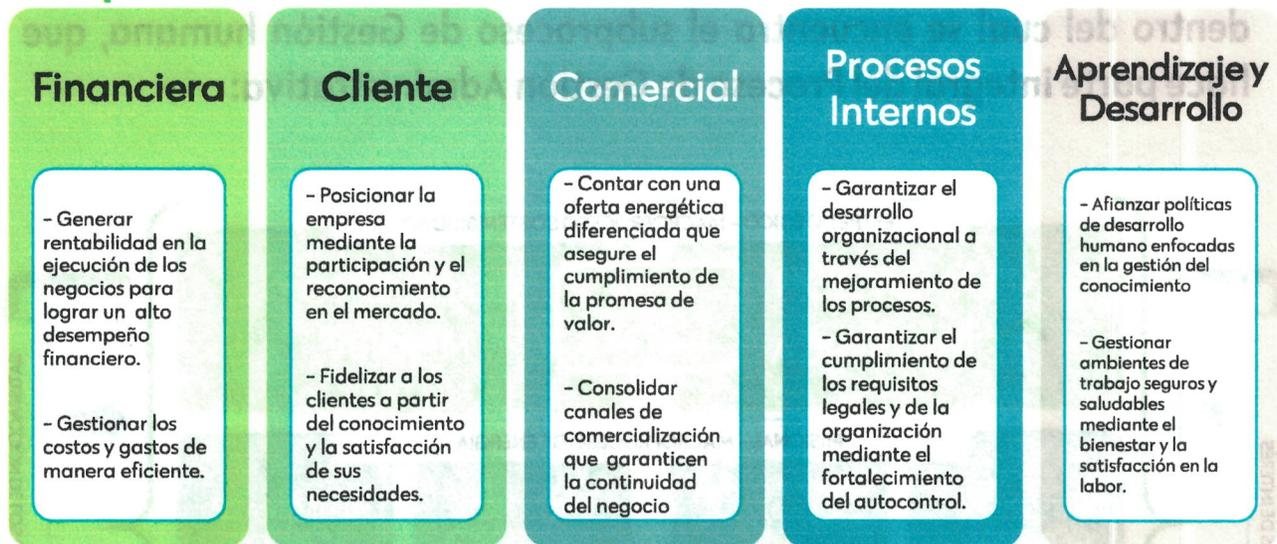 Financiera
- Generar
rentabilidad en la
ejecución de los
negocios para
lograr un alto
desempeño
financiero.
- Gestionar los
costos y gastos de
manera eficiente.
Cliente
- Posicionar la
empresa
mediante la
participación y el
reconocimiento
en el mercado.
- Fidelizar a los
clientes a partir
del conocimiento
y la satisfacción
de sus
necesidades.
Comercial
- Contar con una
oferta energética
diferenciada que
asegure el
cumplimiento de
la promesa de
valor.
- Consolidar
canales de
comercialización
que garanticen
la continuidad
del negocio
Procesos
Internos
- Garantizar el
desarrollo
organizacional a
través del
mejoramiento de
los procesos.
- Garantizar el
cumplimiento de
los requisitos
legales y de la
organización
mediante el
fortalecimiento
del autocontrol.
Aprendizaje y
Desarrollo
- Afianzar políticas
de desarrollo
humano enfocadas
en la gestión del
conocimiento
- Gestionar
ambientes de
trabajo seguros y
saludables
mediante el
bienestar y la
satisfacción en la
labor.